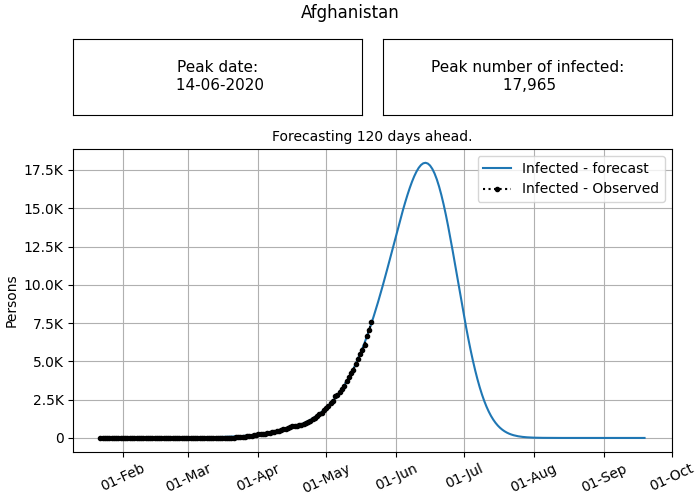 Afghanistan
Peak date:
14-06-2020
Peak number of infected:
17,965
Forecasting 120 days ahead.
Infected - forecast
Infected - Observed
Persons
17.5K
15.0K
12.5K
10.0K
7.5K
5.0K
2.5K
0
01-Feb
01-Mar
01-Apr
01-May
01-Jun
01-Jul
01-Aug
01-Sep
01-Oct